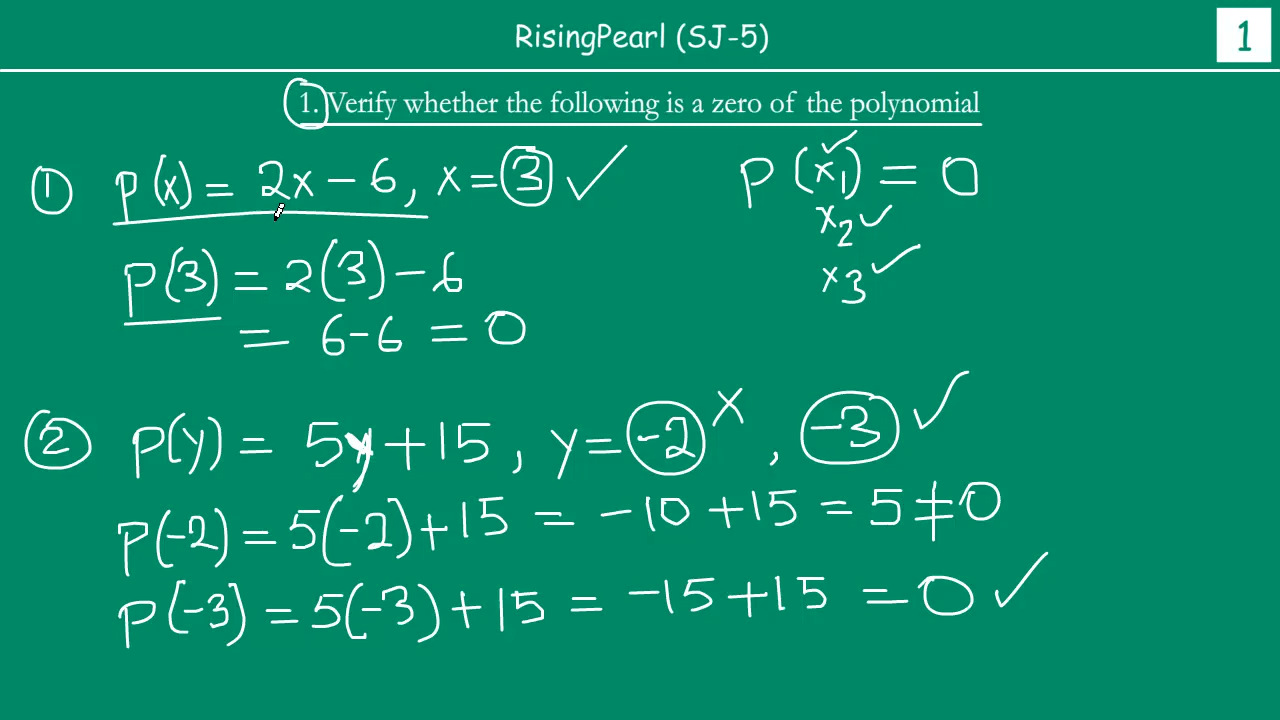 RisingPearl (SJ-5)
1
1. Verify whether the following is a zero of the polynomial
① p(x) = 2x - 6, x = 3 ✓
p(x1) ✓ = 0
x2 ✓
x3 ✓
p(3) = 2(3) - 6
= 6-6 = 0
② p(y) = 5y + 15, y = -2 x, -3 ✓
p(-2) = 5(-2) + 15 = -10 + 15 = 5 ≠ 0
p(-3) = 5(-3) + 15 = -15 + 15 = 0 ✓